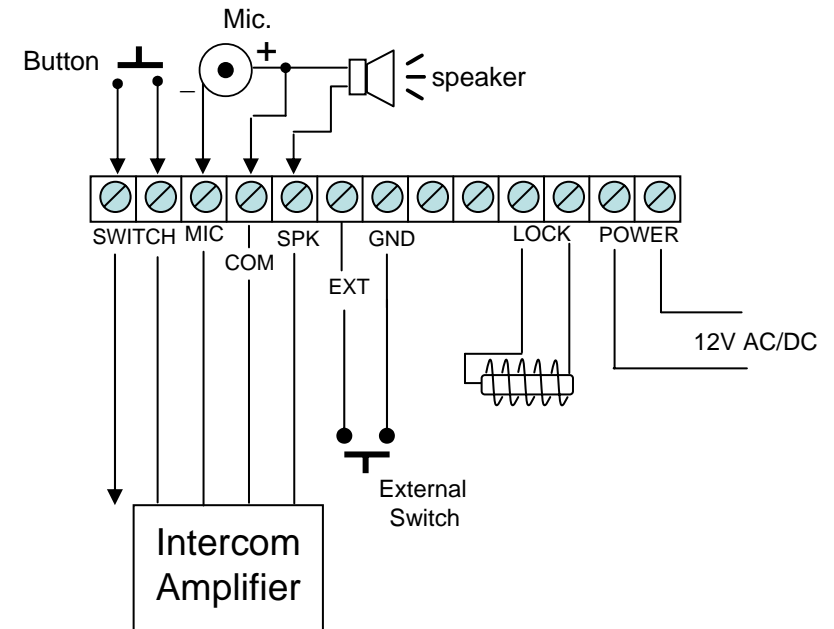 Mic.
Button
+
_
speaker
SWITCH MIC COM SPK EXT GND LOCK POWER
12V AC/DC
External
Switch
Intercom
Amplifier